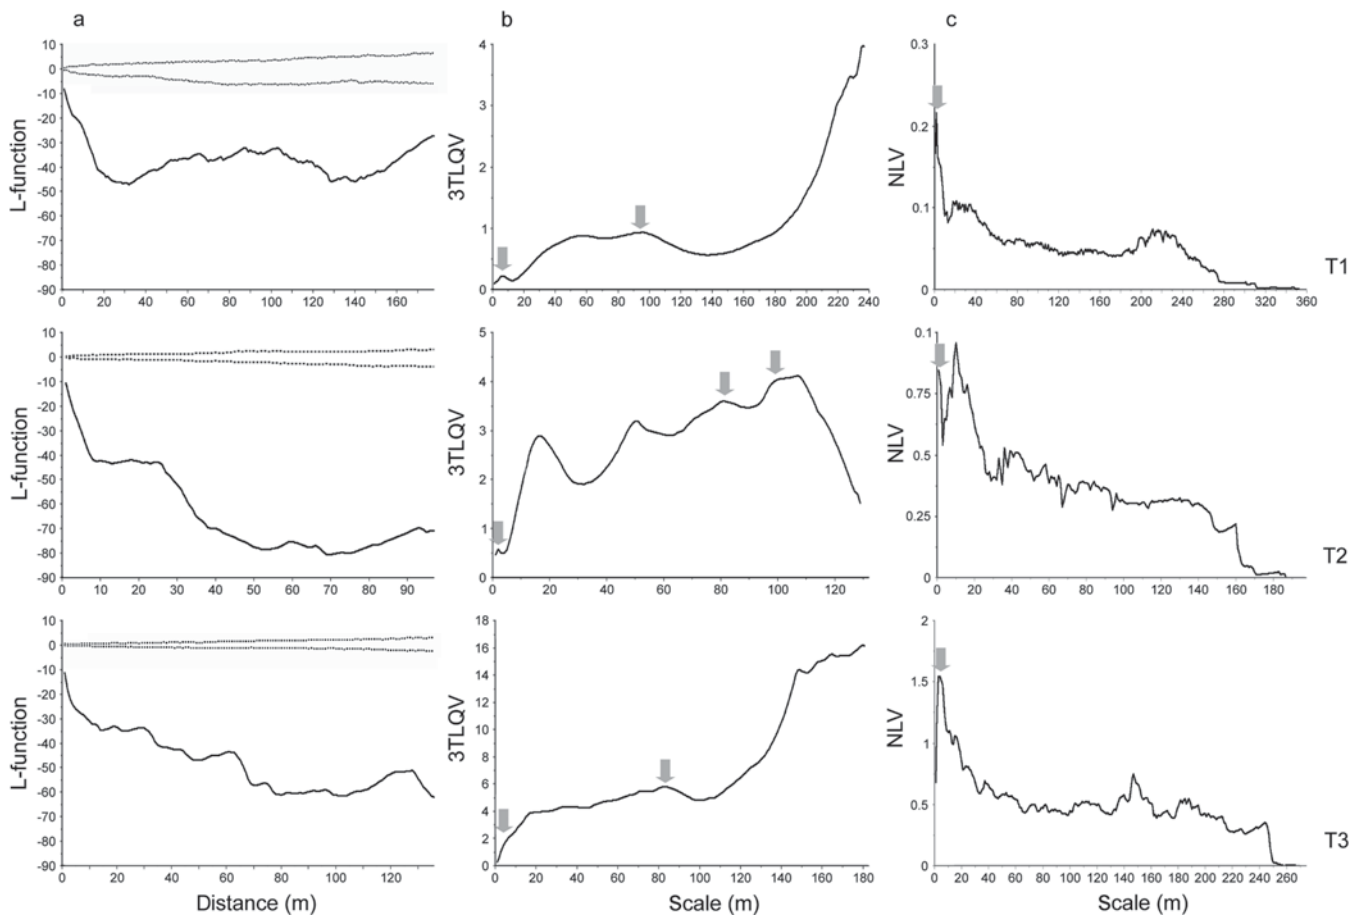 a
b
c
10
0
-10
-20
-30
-40
-50
-60
-70
-80
-90
L-function
0 20 40 60 80 100 120 140 160
4
3
2
1
0
3TLQV
0 20 40 60 80 100 120 140 160 180 200 220 240
0.3
0.2
0.1
0
NLV
0 40 80 120 160 200 240 280 320 360
T1
10
0
-10
-20
-30
-40
-50
-60
-70
-80
-90
L-function
0 10 20 30 40 50 60 70 80 90
5
4
3
2
1
0
3TLQV
0 20 40 60 80 100 120
0.1
0.75
0.5
0.25
0
NLV
0 20 40 60 80 100 120 140 160 180
T2
10
0
-10
-20
-30
-40
-50
-60
-70
-80
-90
L-function
0 20 40 60 80 100 120
Distance (m)
18
16
14
12
10
8
6
4
2
0
3TLQV
0 20 40 60 80 100 120 140 160 180
Scale (m)
2
1.5
1
0.5
0
NLV
0 20 40 60 80 100 120 140 160 180 200 220 240 260
Scale (m)
T3